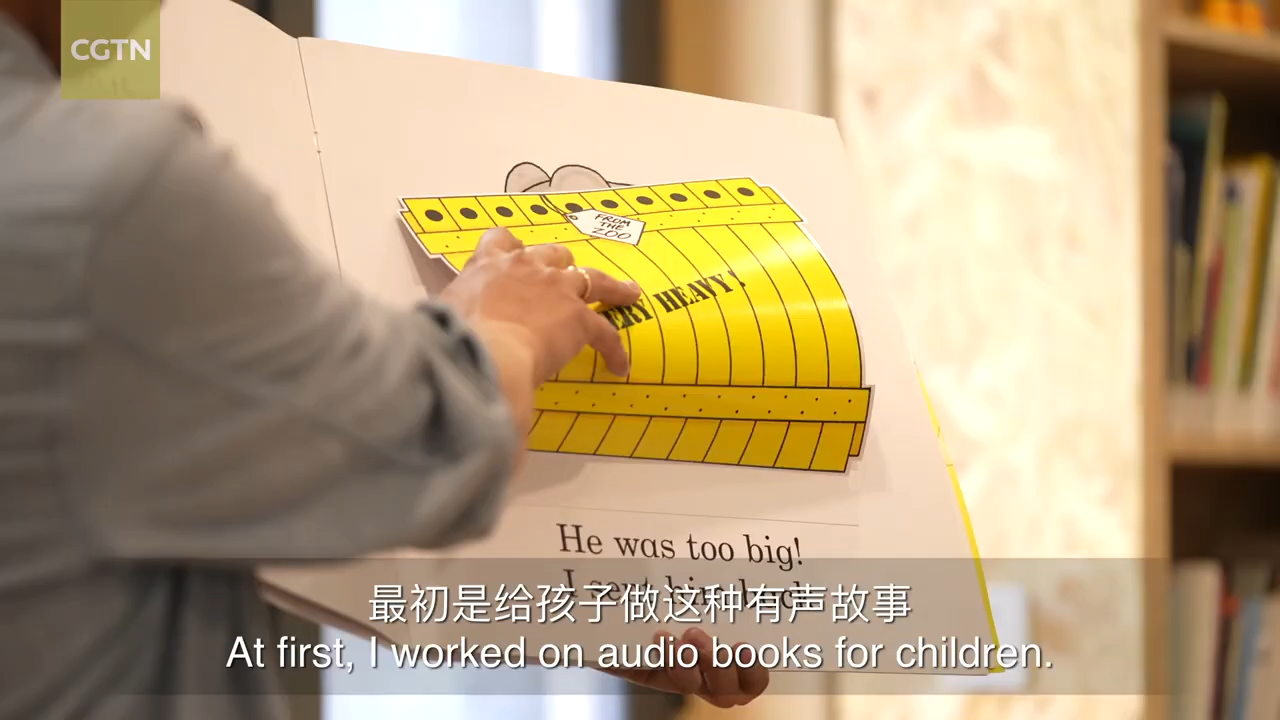 CGTN
FROM
THE
ZOO
ERY HEAVY!
He was too big!
最初是给孩子做这种有声故事
At first, I worked on audio books for children.